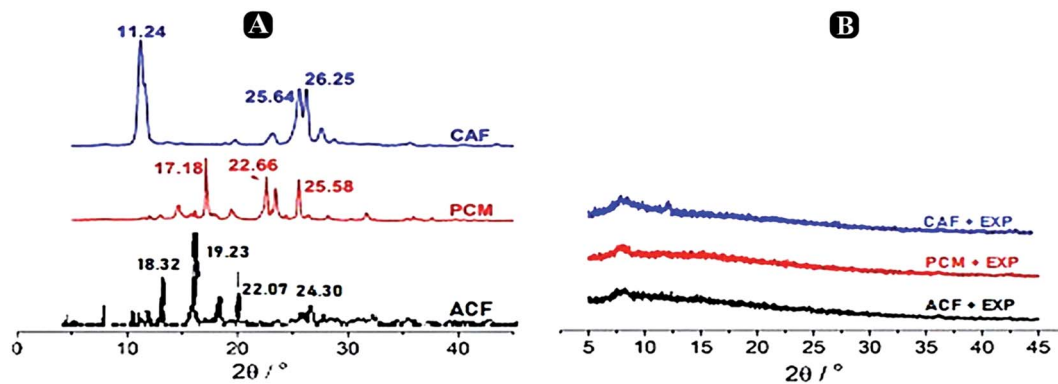 A
B
11.24
25.64
26.25
CAF
17.18
22.66
25.58
PCM
18.32
19.23
22.07
24.30
ACF
0
10
20
30
40
2θ / °
CAF + EXP
PCM + EXP
ACF + EXP
5
10
15
20
25
30
35
40
45
2θ / °